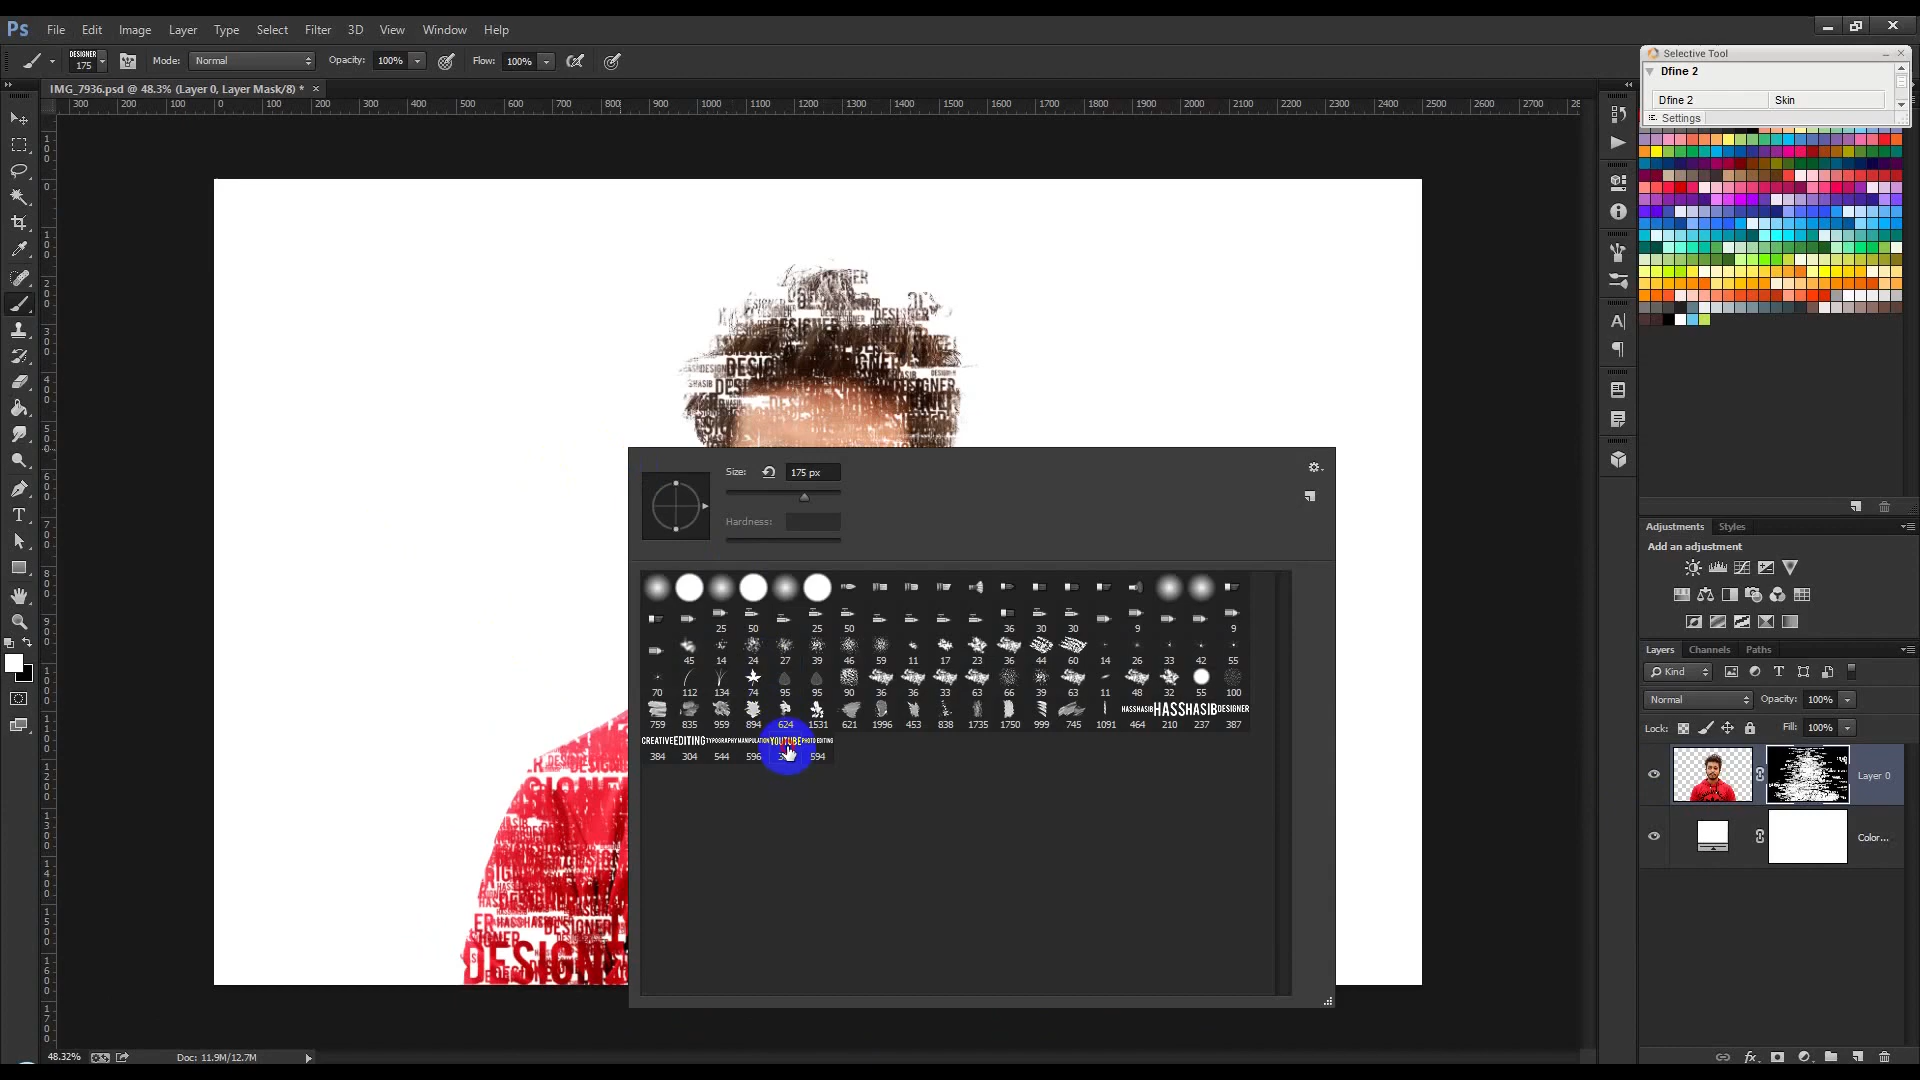 Ps File Edit Image Layer Type Select Filter 3D View Window Help
DESIGNER
175 Mode: Normal Opacity: 100% Flow: 100%
IMG_7936.psd @ 48.3% (Layer 0, Layer Mask/8) * ×
300 200 100 0 100 200 300 400 500 600 700 800 900 1000 1100 1200 1300 1400 1500 1600 1700 1800 1900 2000 2100 2200 2300 2400 2500 2600 2700
Selective Tool
Dfine 2
Dfine 2 Skin
Settings
DESIGNER
DESIGNER
DESIGNER
Size: 175 px
Hardness:
25 50 25 50 36 30 30 9 9
45 14 24 27 39 46 59 11 17 23 36 44 60 14 26 33 42 55
70 112 134 74 95 95 90 36 36 33 63 66 39 63 11 48 32 55 100
HASSHASIB HASSHASIB DESIGNER
759 835 959 894 624 1531 621 1996 453 838 1735 1750 999 745 1091 464 210 237 387
CREATIVE EDITING TYPOGRAPHY MANIPULATION YOUTUBE PHOTO EDITING
384 304 544 596 594
DESIGNER
HASSHASIB
DESIGNER
Adjustments Styles
Add an adjustment
Layers Channels Paths
Kind
Normal Opacity: 100%
Lock: Fill: 100%
Layer 0
Color...
48.32% Doc: 11.9M/12.7M